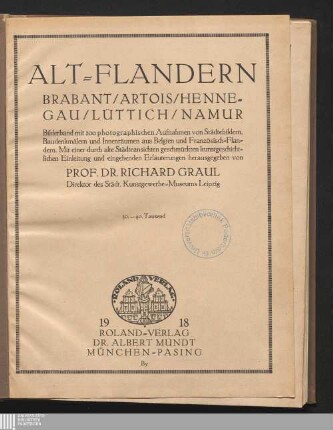 ALT-FLANDERN
BRABANT/ARTOIS/HENNE-
GAU/LÜTTICH/NAMUR
Bilderband mit 200 photographischen Aufnahmen von Städtebildern,
Baudenkmälern und Innenräumen aus Belgien und Französisch-Flan-
dern. Mit einer durch alte Städteansichten geschmückten kunstgeschicht-
lichen Einleitung und eingehenden Erläuterungen herausgegeben von
PROF. DR. RICHARD GRAUL
Direktor des Städt. Kunstgewerbe-Museums Leipzig
Tausend
ROLAND-VERLAG
19 18
ROLAND-VERLAG
DR. ALBERT MUNDT
MÜNCHEN-PASING
By